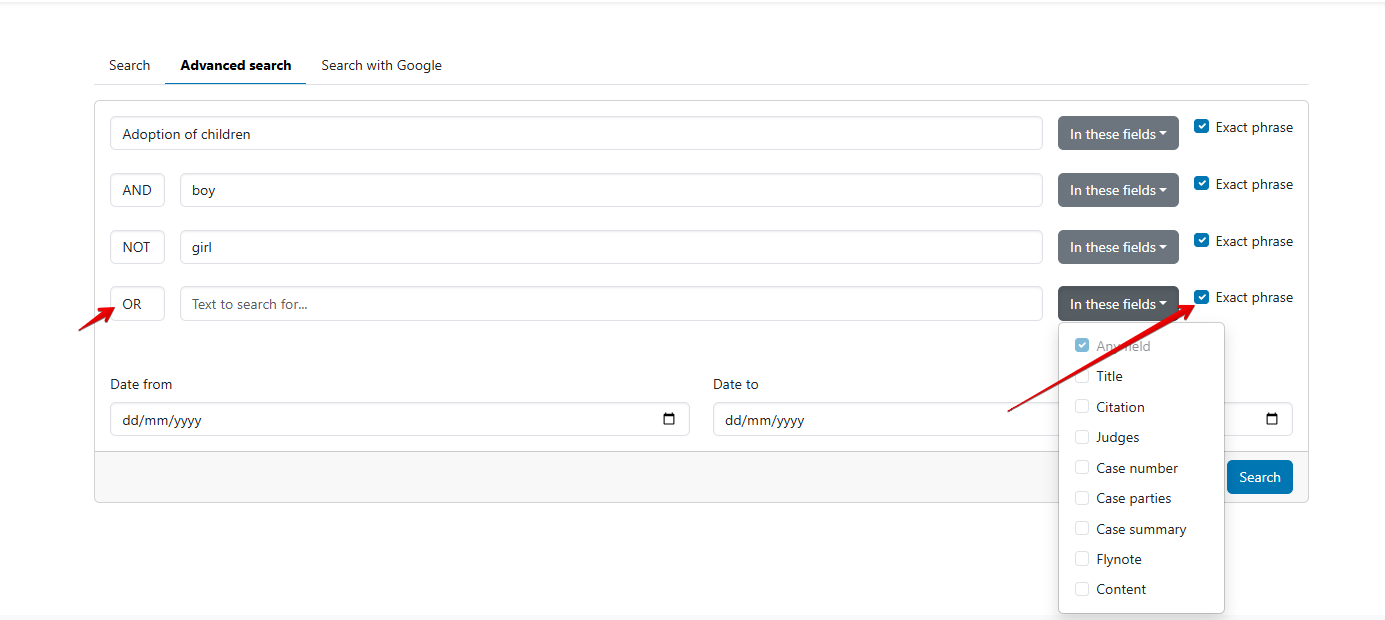 Search Advanced search Search with Google
Adoption of children In these fields Exact phrase
AND boy In these fields Exact phrase
NOT girl In these fields Exact phrase
OR Text to search for... In these fields Exact phrase
Any field
Title
Date from Date to
Citation
dd/mm/yyyy dd/mm/yyyy
Judges
Case number
Search
Case parties
Case summary
Flynote
Content